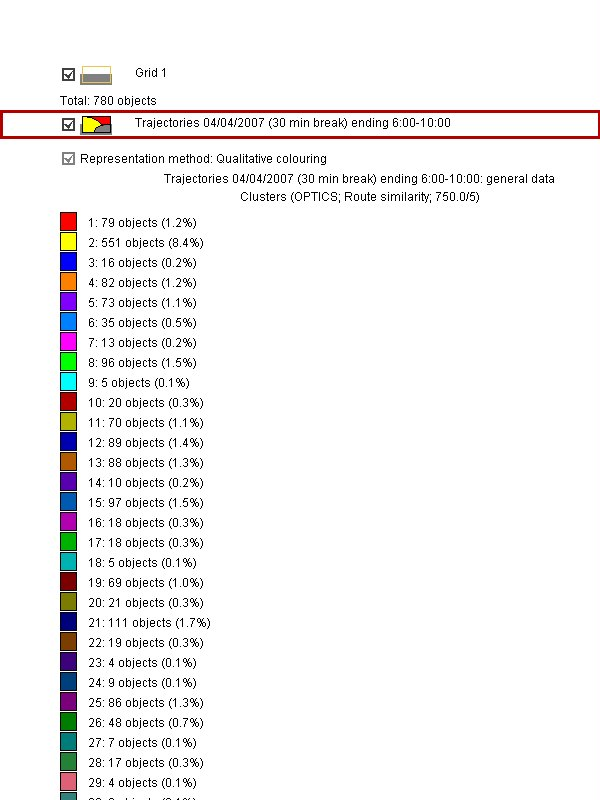 Grid 1
Total: 780 objects
Trajectories 04/04/2007 (30 min break) ending 6:00-10:00
Representation method: Qualitative colouring
Trajectories 04/04/2007 (30 min break) ending 6:00-10:00: general data
Clusters (OPTICS; Route similarity; 750.0/5)
1: 79 objects (1.2%)
2: 551 objects (8.4%)
3: 16 objects (0.2%)
4: 82 objects (1.2%)
5: 73 objects (1.1%)
6: 35 objects (0.5%)
7: 13 objects (0.2%)
8: 96 objects (1.5%)
9: 5 objects (0.1%)
10: 20 objects (0.3%)
11: 70 objects (1.1%)
12: 89 objects (1.4%)
13: 88 objects (1.3%)
14: 10 objects (0.2%)
15: 97 objects (1.5%)
16: 18 objects (0.3%)
17: 18 objects (0.3%)
18: 5 objects (0.1%)
19: 69 objects (1.0%)
20: 21 objects (0.3%)
21: 111 objects (1.7%)
22: 19 objects (0.3%)
23: 4 objects (0.1%)
24: 9 objects (0.1%)
25: 86 objects (1.3%)
26: 48 objects (0.7%)
27: 7 objects (0.1%)
28: 17 objects (0.3%)
29: 4 objects (0.1%)